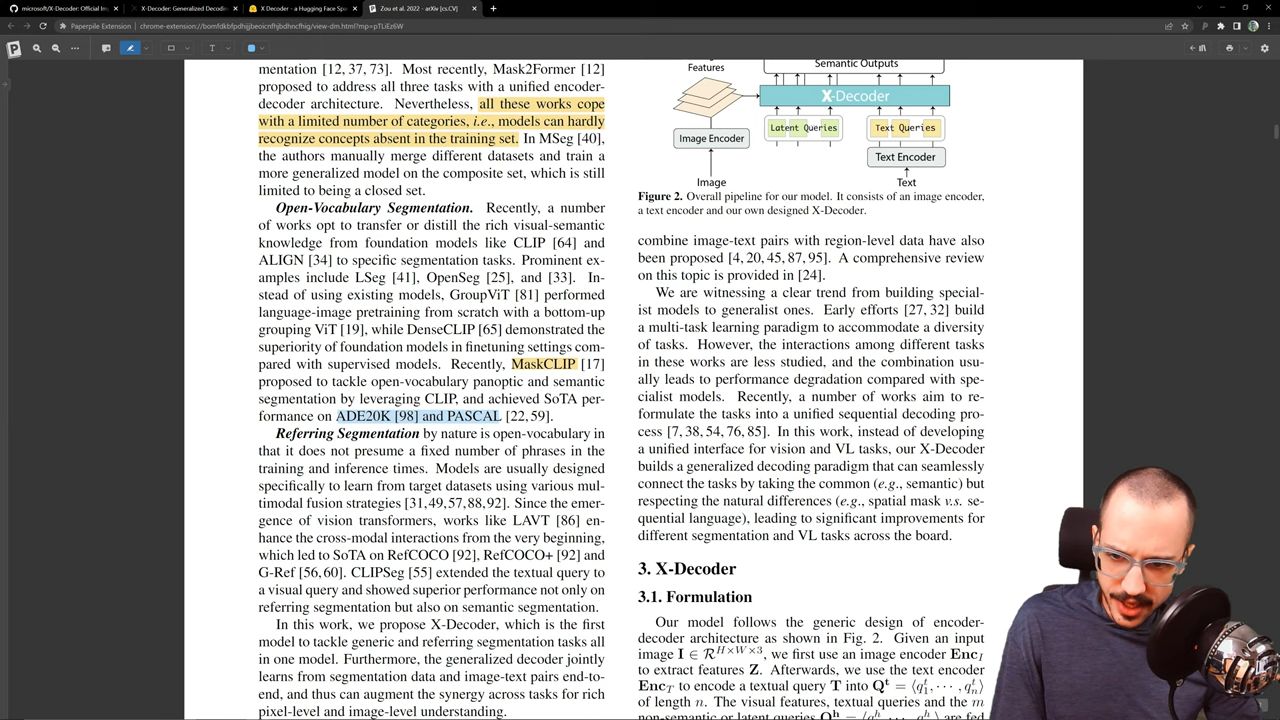 microsoft/X-Decoder: Official Im
X-Decoder: Generalized Decodin
X Decoder - a Hugging Face Spa
Zou et al. 2022 - arXiv [cs.CV]
Paperpile Extension | chrome-extension://bomfdkbfpdhijjbeoicnfhjbdhncfhig/view-dm.html?mp=pTLiEz6W
mentation [12, 37, 73]. Most recently, Mask2Former [12]
proposed to address all three tasks with a unified encoder-
decoder architecture. Nevertheless, all these works cope
with a limited number of categories, i.e., models can hardly
recognize concepts absent in the training set. In MSeg [40],
the authors manually merge different datasets and train a
more generalized model on the composite set, which is still
limited to being a closed set.
Open-Vocabulary Segmentation. Recently, a number
of works opt to transfer or distill the rich visual-semantic
knowledge from foundation models like CLIP [64] and
ALIGN [34] to specific segmentation tasks. Prominent ex-
amples include LSeg [41], OpenSeg [25], and [33]. In-
stead of using existing models, GroupViT [81] performed
language-image pretraining from scratch with a bottom-up
grouping ViT [19], while DenseCLIP [65] demonstrated the
superiority of foundation models in finetuning settings com-
pared with supervised models. Recently, MaskCLIP [17]
proposed to tackle open-vocabulary panoptic and semantic
segmentation by leveraging CLIP, and achieved SoTA per-
formance on ADE20K [98] and PASCAL [22, 59].
Referring Segmentation by nature is open-vocabulary in
that it does not presume a fixed number of phrases in the
training and inference times. Models are usually designed
specifically to learn from target datasets using various mul-
timodal fusion strategies [31,49,57,88,92]. Since the emer-
gence of vision transformers, works like LAVT [86] en-
hance the cross-modal interactions from the very beginning,
which led to SoTA on RefCOCO [92], RefCOCO+ [92] and
G-Ref [56,60]. CLIPSeg [55] extended the textual query to
a visual query and showed superior performance not only on
referring segmentation but also on semantic segmentation.
In this work, we propose X-Decoder, which is the first
model to tackle generic and referring segmentation tasks all
in one model. Furthermore, the generalized decoder jointly
learns from segmentation data and image-text pairs end-to-
end, and thus can augment the synergy across tasks for rich
pixel-level and image-level understanding.
Features
Semantic Outputs
X-Decoder
Latent Queries
Text Queries
Image Encoder
Text Encoder
Image
Text
Figure 2. Overall pipeline for our model. It consists of an image encoder,
a text encoder and our own designed X-Decoder.
combine image-text pairs with region-level data have also
been proposed [4, 20, 45, 87, 95]. A comprehensive review
on this topic is provided in [24].
We are witnessing a clear trend from building special-
ist models to generalist ones. Early efforts [27, 32] build
a multi-task learning paradigm to accommodate a diversity
of tasks. However, the interactions among different tasks
in these works are less studied, and the combination usu-
ally leads to performance degradation compared with spe-
cialist models. Recently, a number of works aim to re-
formulate the tasks into a unified sequential decoding pro-
cess [7, 38, 54, 76, 85]. In this work, instead of developing
a unified interface for vision and VL tasks, our X-Decoder
builds a generalized decoding paradigm that can seamlessly
connect the tasks by taking the common (e.g., semantic) but
respecting the natural differences (e.g., spatial mask v.s. se-
quential language), leading to significant improvements for
different segmentation and VL tasks across the board.
3. X-Decoder
3.1. Formulation
Our model follows the generic design of encoder-
decoder architecture as shown in Fig. 2. Given an input
image I ∈ R^{H×W×3}, we first use an image encoder Enc_I
to extract features Z. Afterwards, we use the text encoder
Enc_T to encode a textual query T into Q^t = ⟨q^t_1, ⋯ , q^t_n⟩
of length n. The visual features, textual queries and the m
non-semantic or latent queries Q^h = ⟨q^h ⋯ q^h⟩ are fed